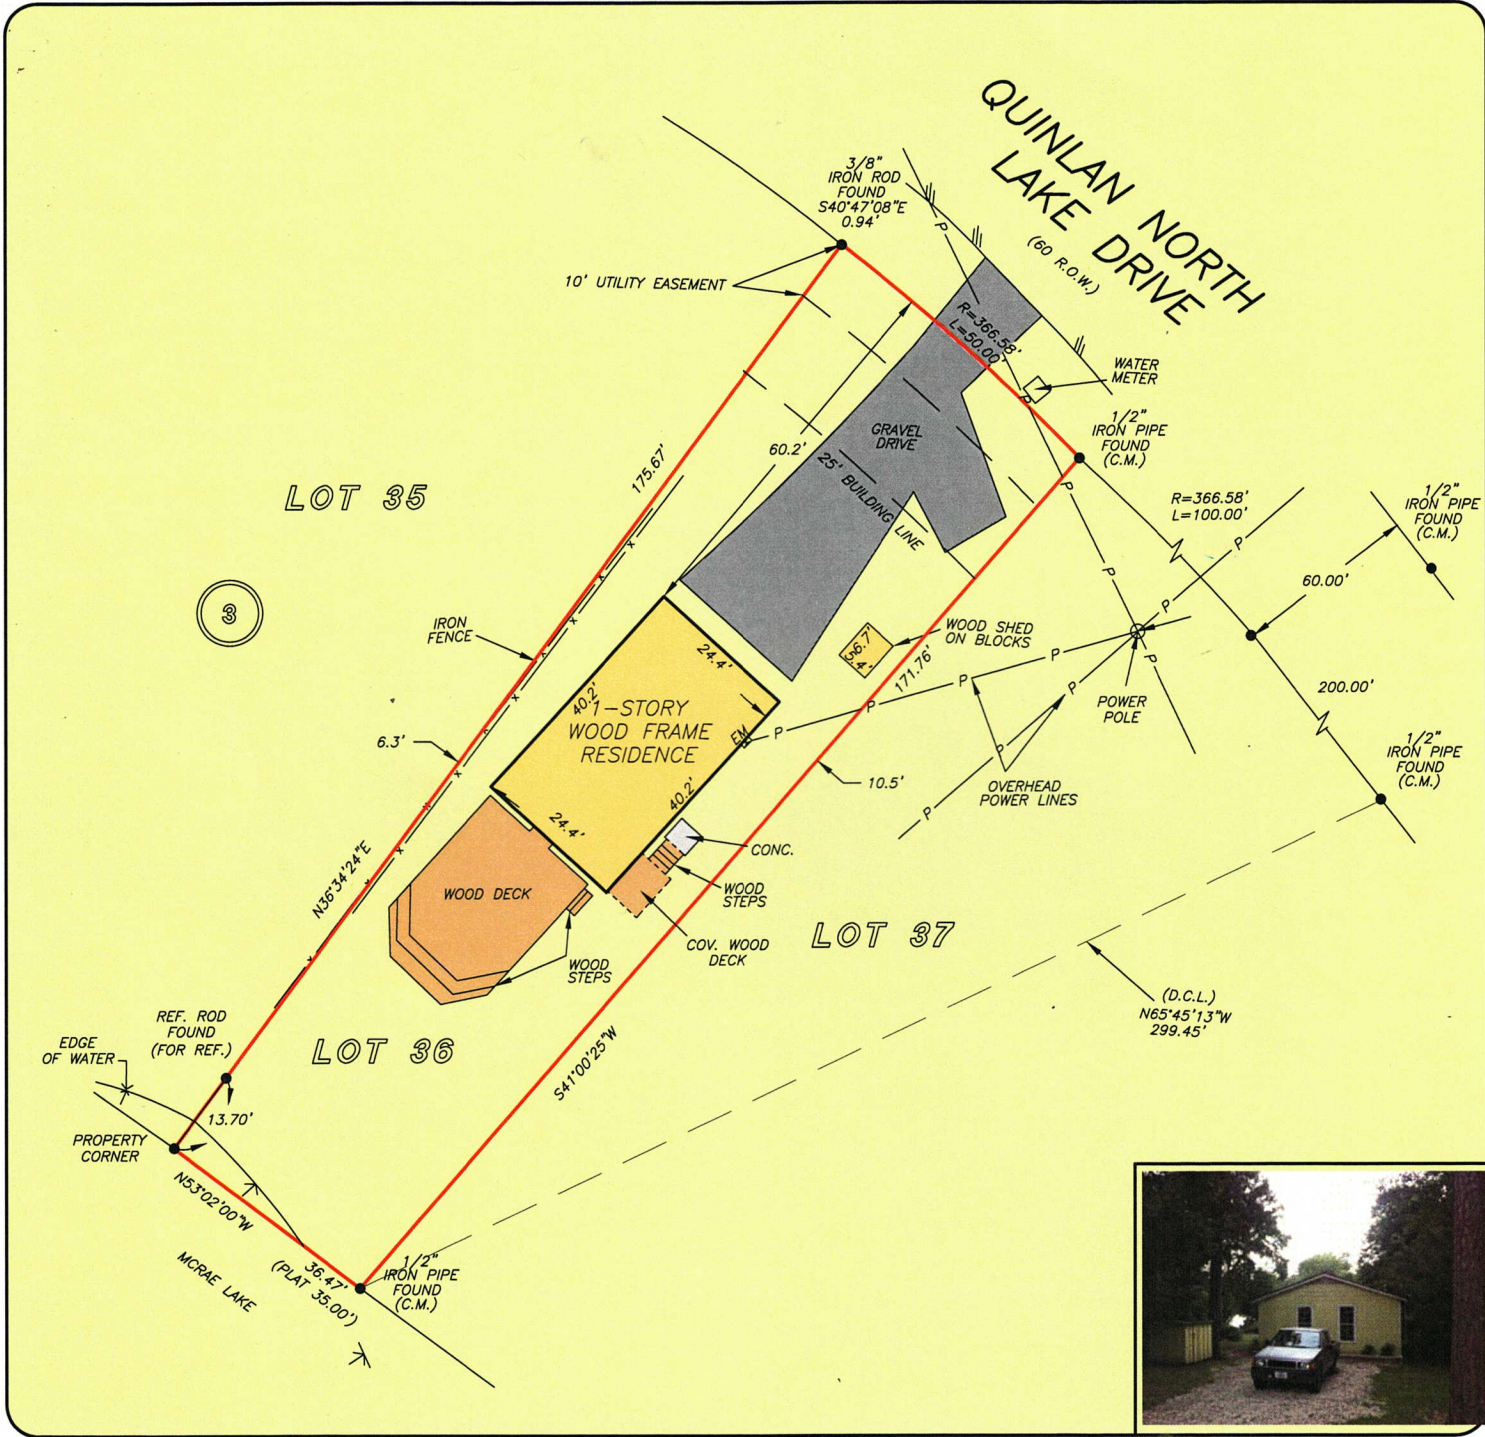 QUINLAN NORTH
LAKE DRIVE
(60 R.O.W.)
3/8"
IRON ROD
FOUND
S40°47'08"E
0.94'
10' UTILITY EASEMENT
R=366.58'
L=50.00'
WATER
METER
1/2"
IRON PIPE
FOUND
(C.M.)
GRAVEL
DRIVE
60.2'
25' BUILDING LINE
175.67'
LOT 35
3
R=366.58'
L=100.00'
1/2"
IRON PIPE
FOUND
(C.M.)
60.00'
200.00'
1/2"
IRON PIPE
FOUND
(C.M.)
IRON
FENCE
WOOD SHED
ON BLOCKS
6.7'
5.4'
171.76'
24.4'
40.2'
1-STORY
WOOD FRAME
RESIDENCE
EM
40.2'
24.4'
6.3'
10.5'
POWER
POLE
OVERHEAD
POWER LINES
P
P
P
P
P
P
P
P
P
P
P
P
P
CONC.
WOOD
STEPS
WOOD DECK
COV. WOOD
DECK
WOOD
STEPS
N36°34'24"E
LOT 37
(D.C.L.)
N65°45'13"W
299.45'
REF. ROD
FOUND
(FOR REF.)
EDGE
OF WATER
LOT 36
S41°00'25"W
13.70'
PROPERTY
CORNER
N53°02'00"W
36.47'
(PLAT 35.00')
MCRAE LAKE
1/2"
IRON PIPE
FOUND
(C.M.)